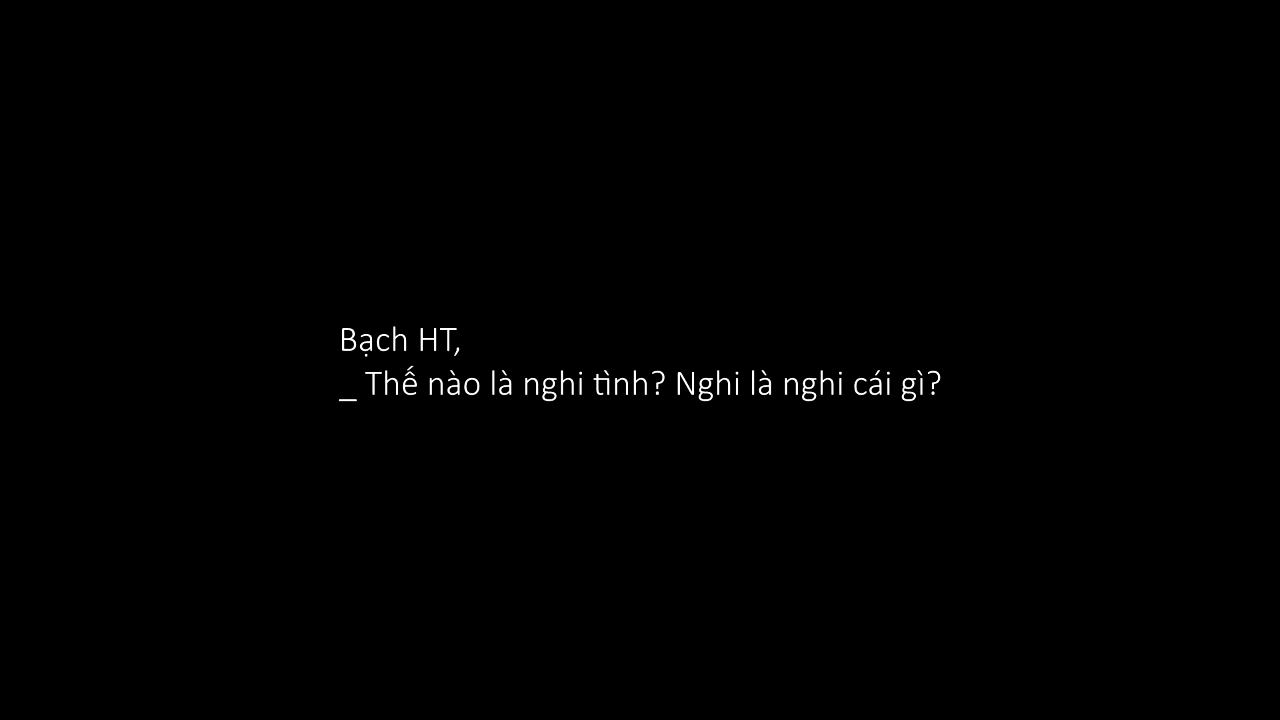 Bạch HT,
_ Thế nào là nghi tình? Nghi là nghi cái gì?